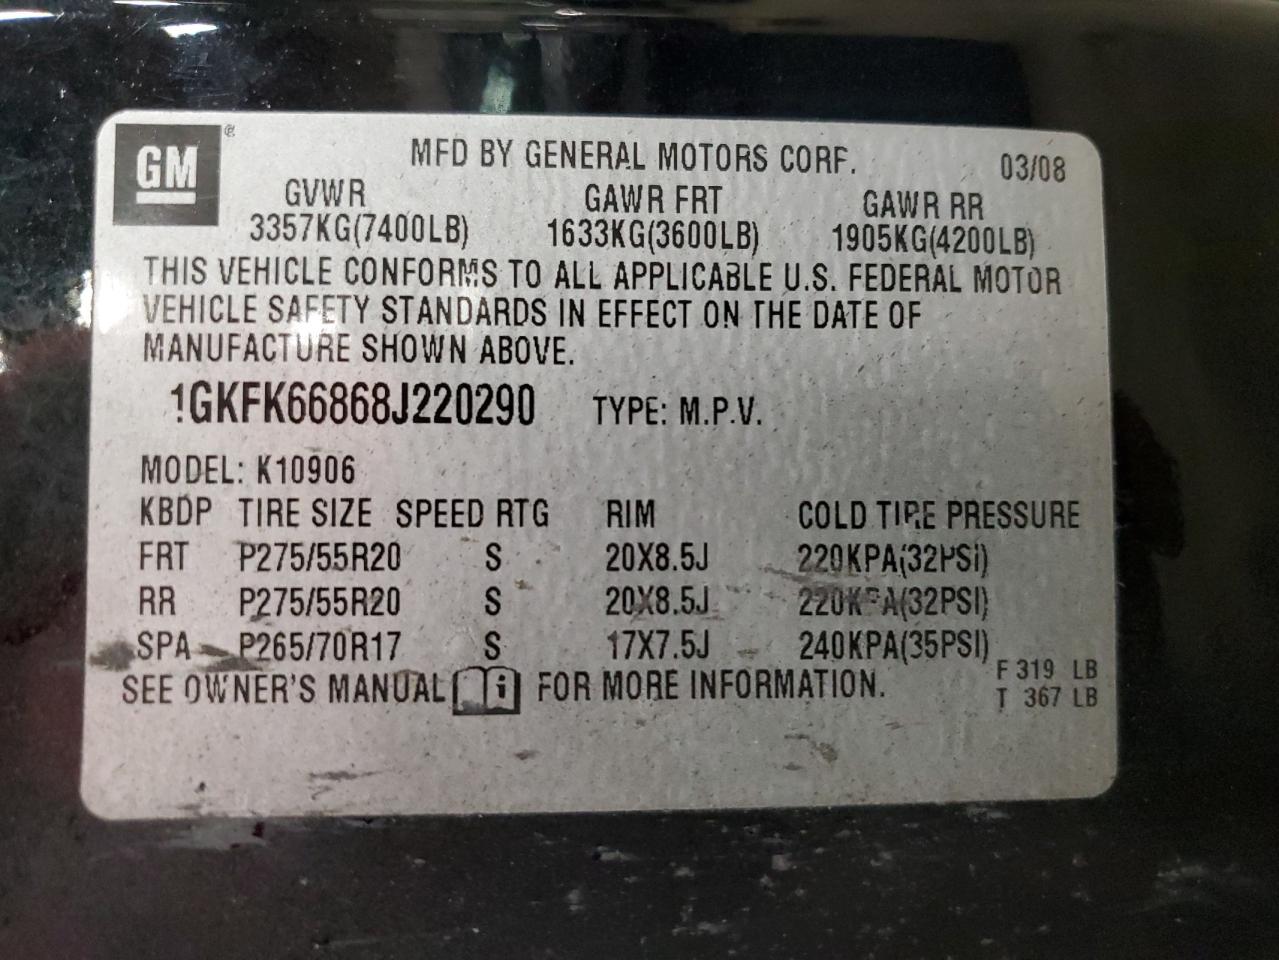 GM ®
MFD BY GENERAL MOTORS CORF. 03/08
GVWR GAWR FRT GAWR RR
3357KG(7400LB) 1633KG(3600LB) 1905KG(4200LB)
THIS VEHICLE CONFORMS TO ALL APPLICABLE U.S. FEDERAL MOTOR
VEHICLE SAFETY STANDARDS IN EFFECT ON THE DATE OF
MANUFACTURE SHOWN ABOVE.
1GKFK66868J220290 TYPE: M.P.V.
MODEL: K10906
KBDP TIRE SIZE SPEED RTG RIM COLD TIRE PRESSURE
FRT P275/55R20 S 20X8.5J 220KPA(32PSI)
RR P275/55R20 S 20X8.5J 220KPA(32PSI)
SPA P265/70R17 S 17X7.5J 240KPA(35PSI)
SEE OWNER'S MANUAL i FOR MORE INFORMATION.
F 319 LB
T 367 LB